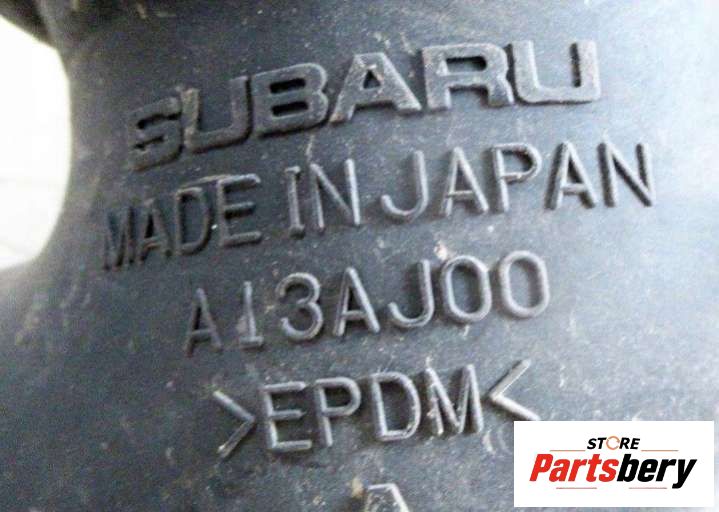 SUBARU
MADE IN JAPAN
A13AJ00
>EPDM<
A
STORE
Partsbery